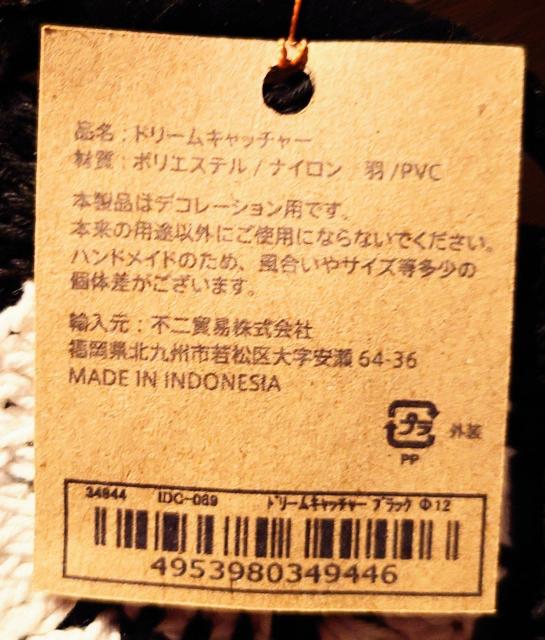 品名:ドリームキャッチャー
材質:ポリエステル/ナイロン 羽/PVC
本製品はデコレーション用です。
本来の用途以外にご使用にならないでください。
ハンドメイドのため、風合いやサイズ等多少の
個体差がございます。
輸入元:不二貿易株式会社
福岡県北九州市若松区大字安瀬 64-36
MADE IN INDONESIA
プラ 外装
PP
34944 IDC-069 ドリームキャッチャー ブラック Φ12
4953980349446